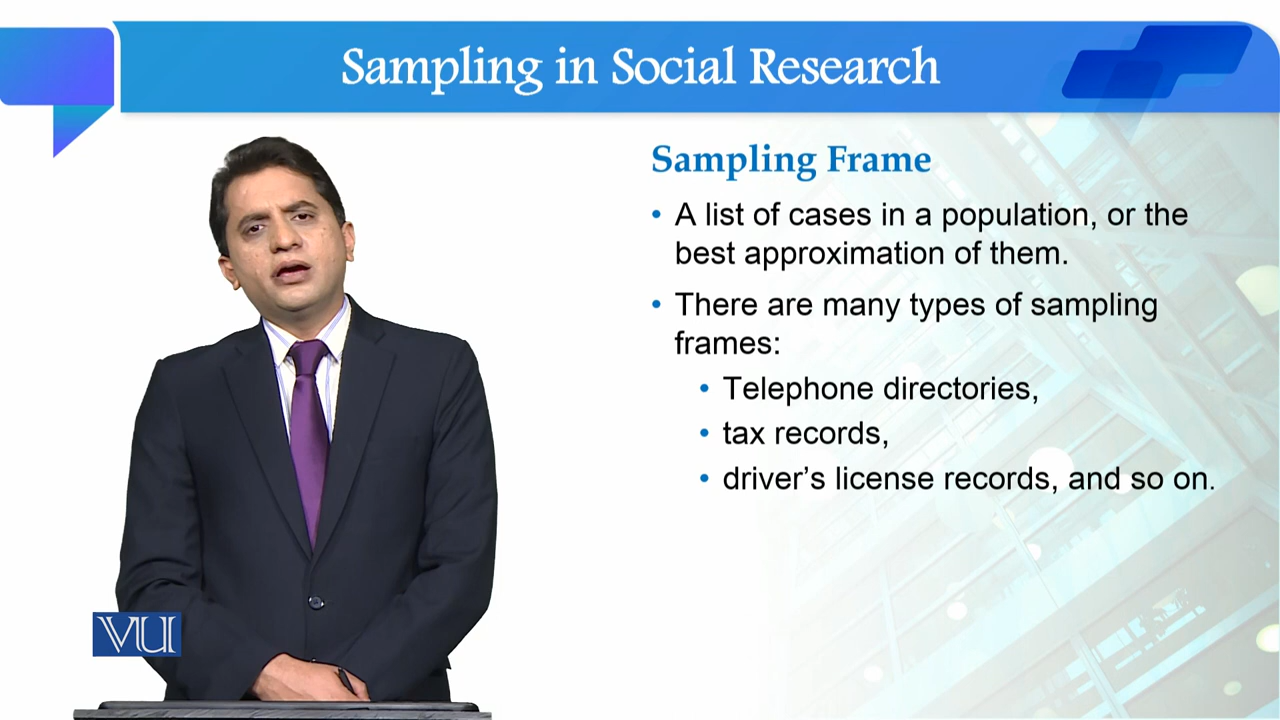 Sampling in Social Research
Sampling Frame
• A list of cases in a population, or the
best approximation of them.
• There are many types of sampling
frames:
• Telephone directories,
• tax records,
• driver’s license records, and so on.
VU